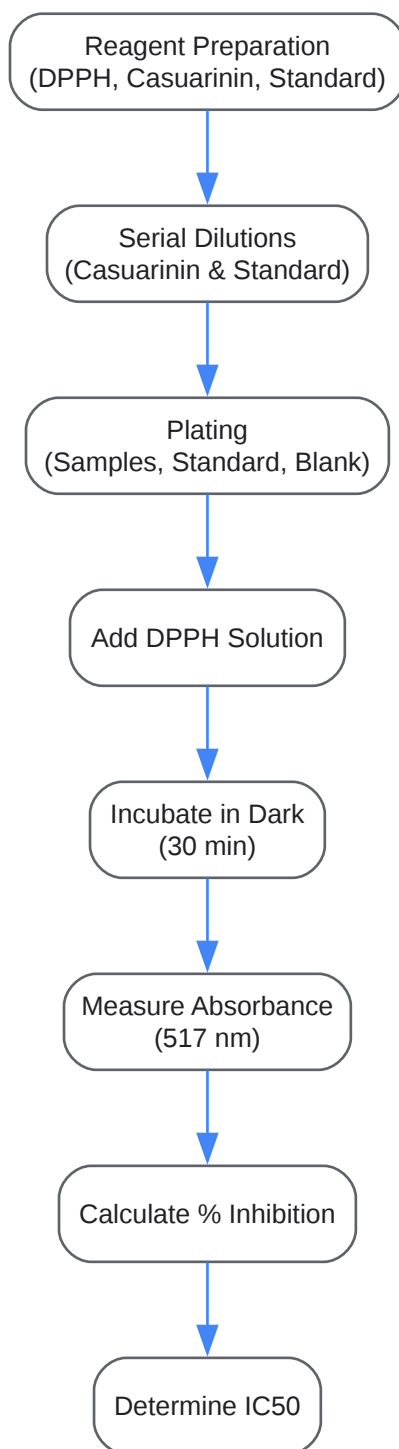 Reagent Preparation
(DPPH, Casuarinin, Standard)
Serial Dilutions
(Casuarinin & Standard)
Plating
(Samples, Standard, Blank)
Add DPPH Solution
Incubate in Dark
(30 min)
Measure Absorbance
(517 nm)
Calculate % Inhibition
Determine IC50